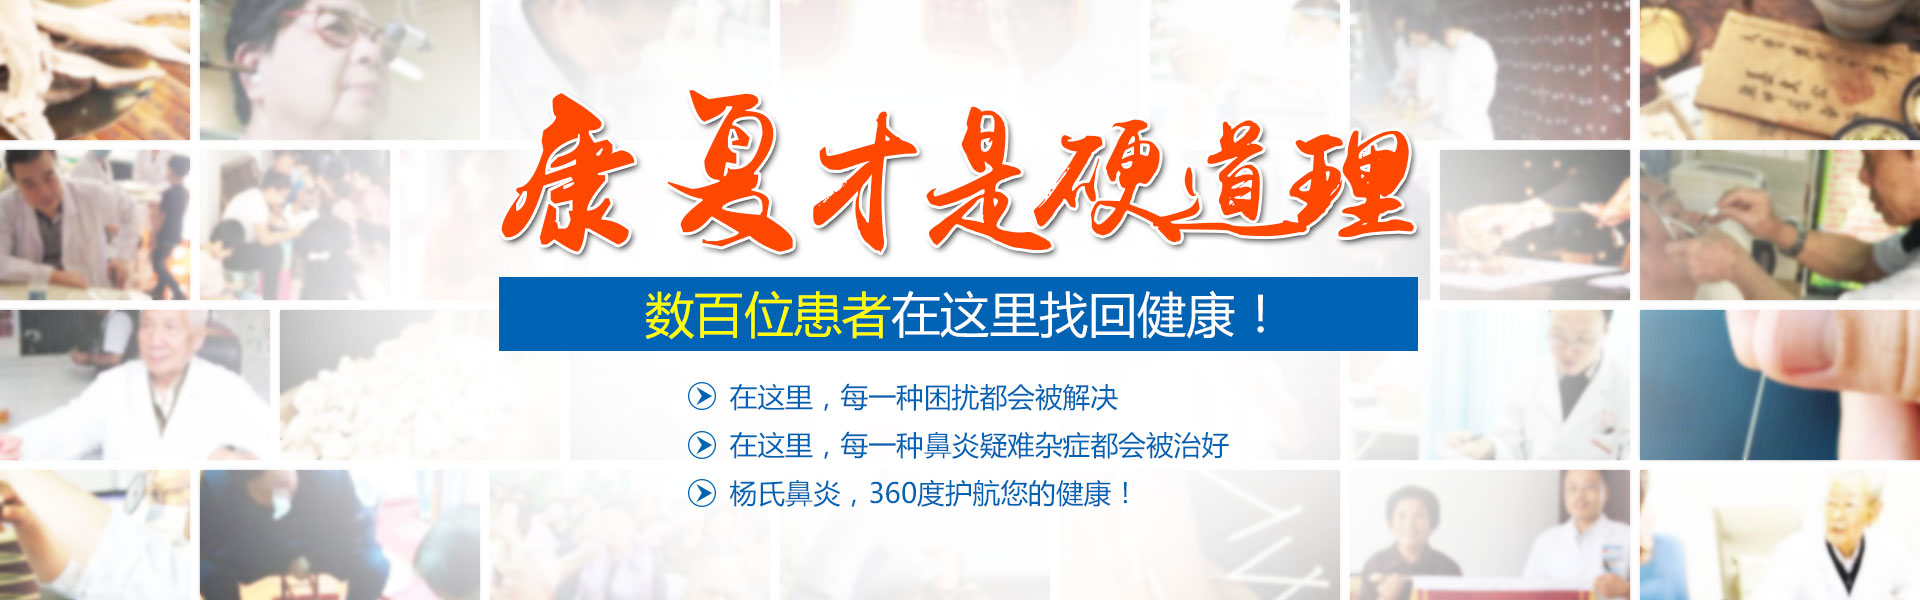 康复才是硬道理
数百位患者在这里找回健康！
在这里，每一种困扰都会被解决
在这里，每一种鼻炎疑难杂症都会被治好
杨氏鼻炎，360度护航您的健康！